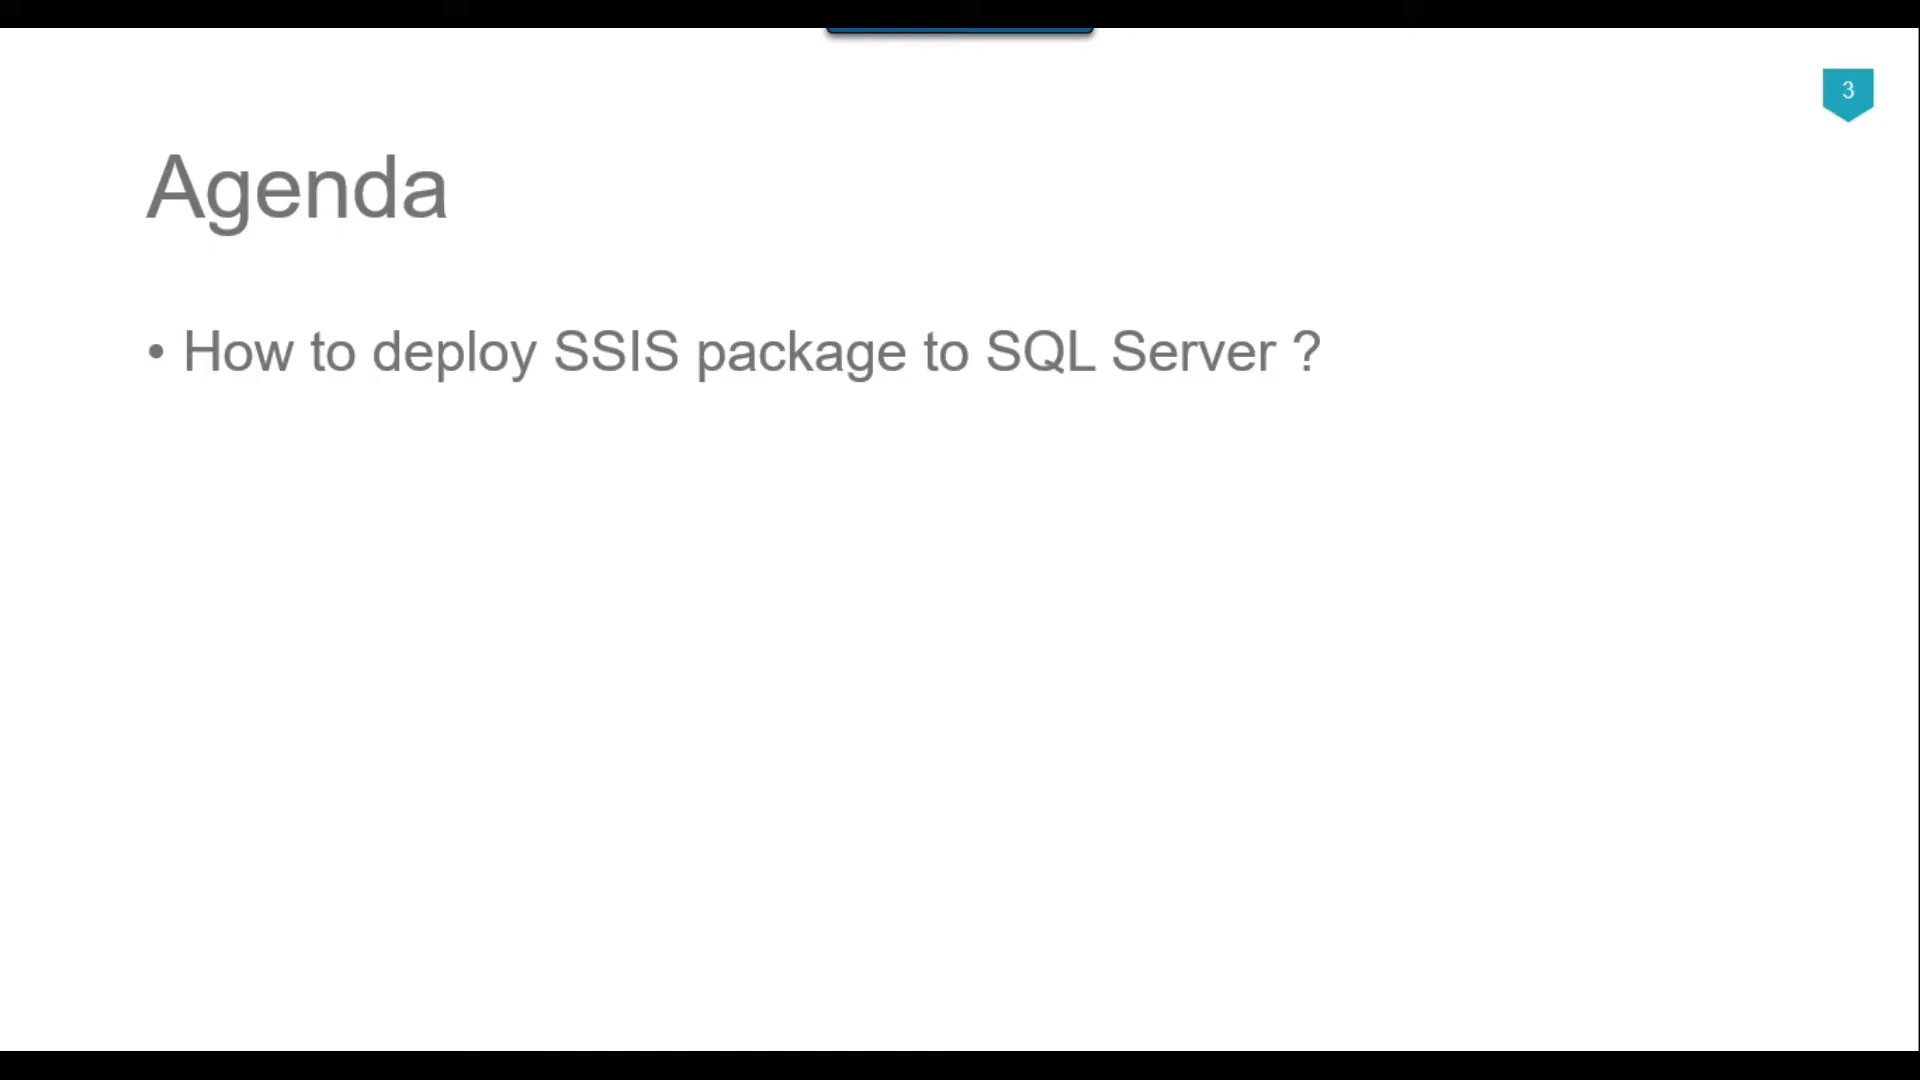 3
Agenda
• How to deploy SSIS package to SQL Server ?